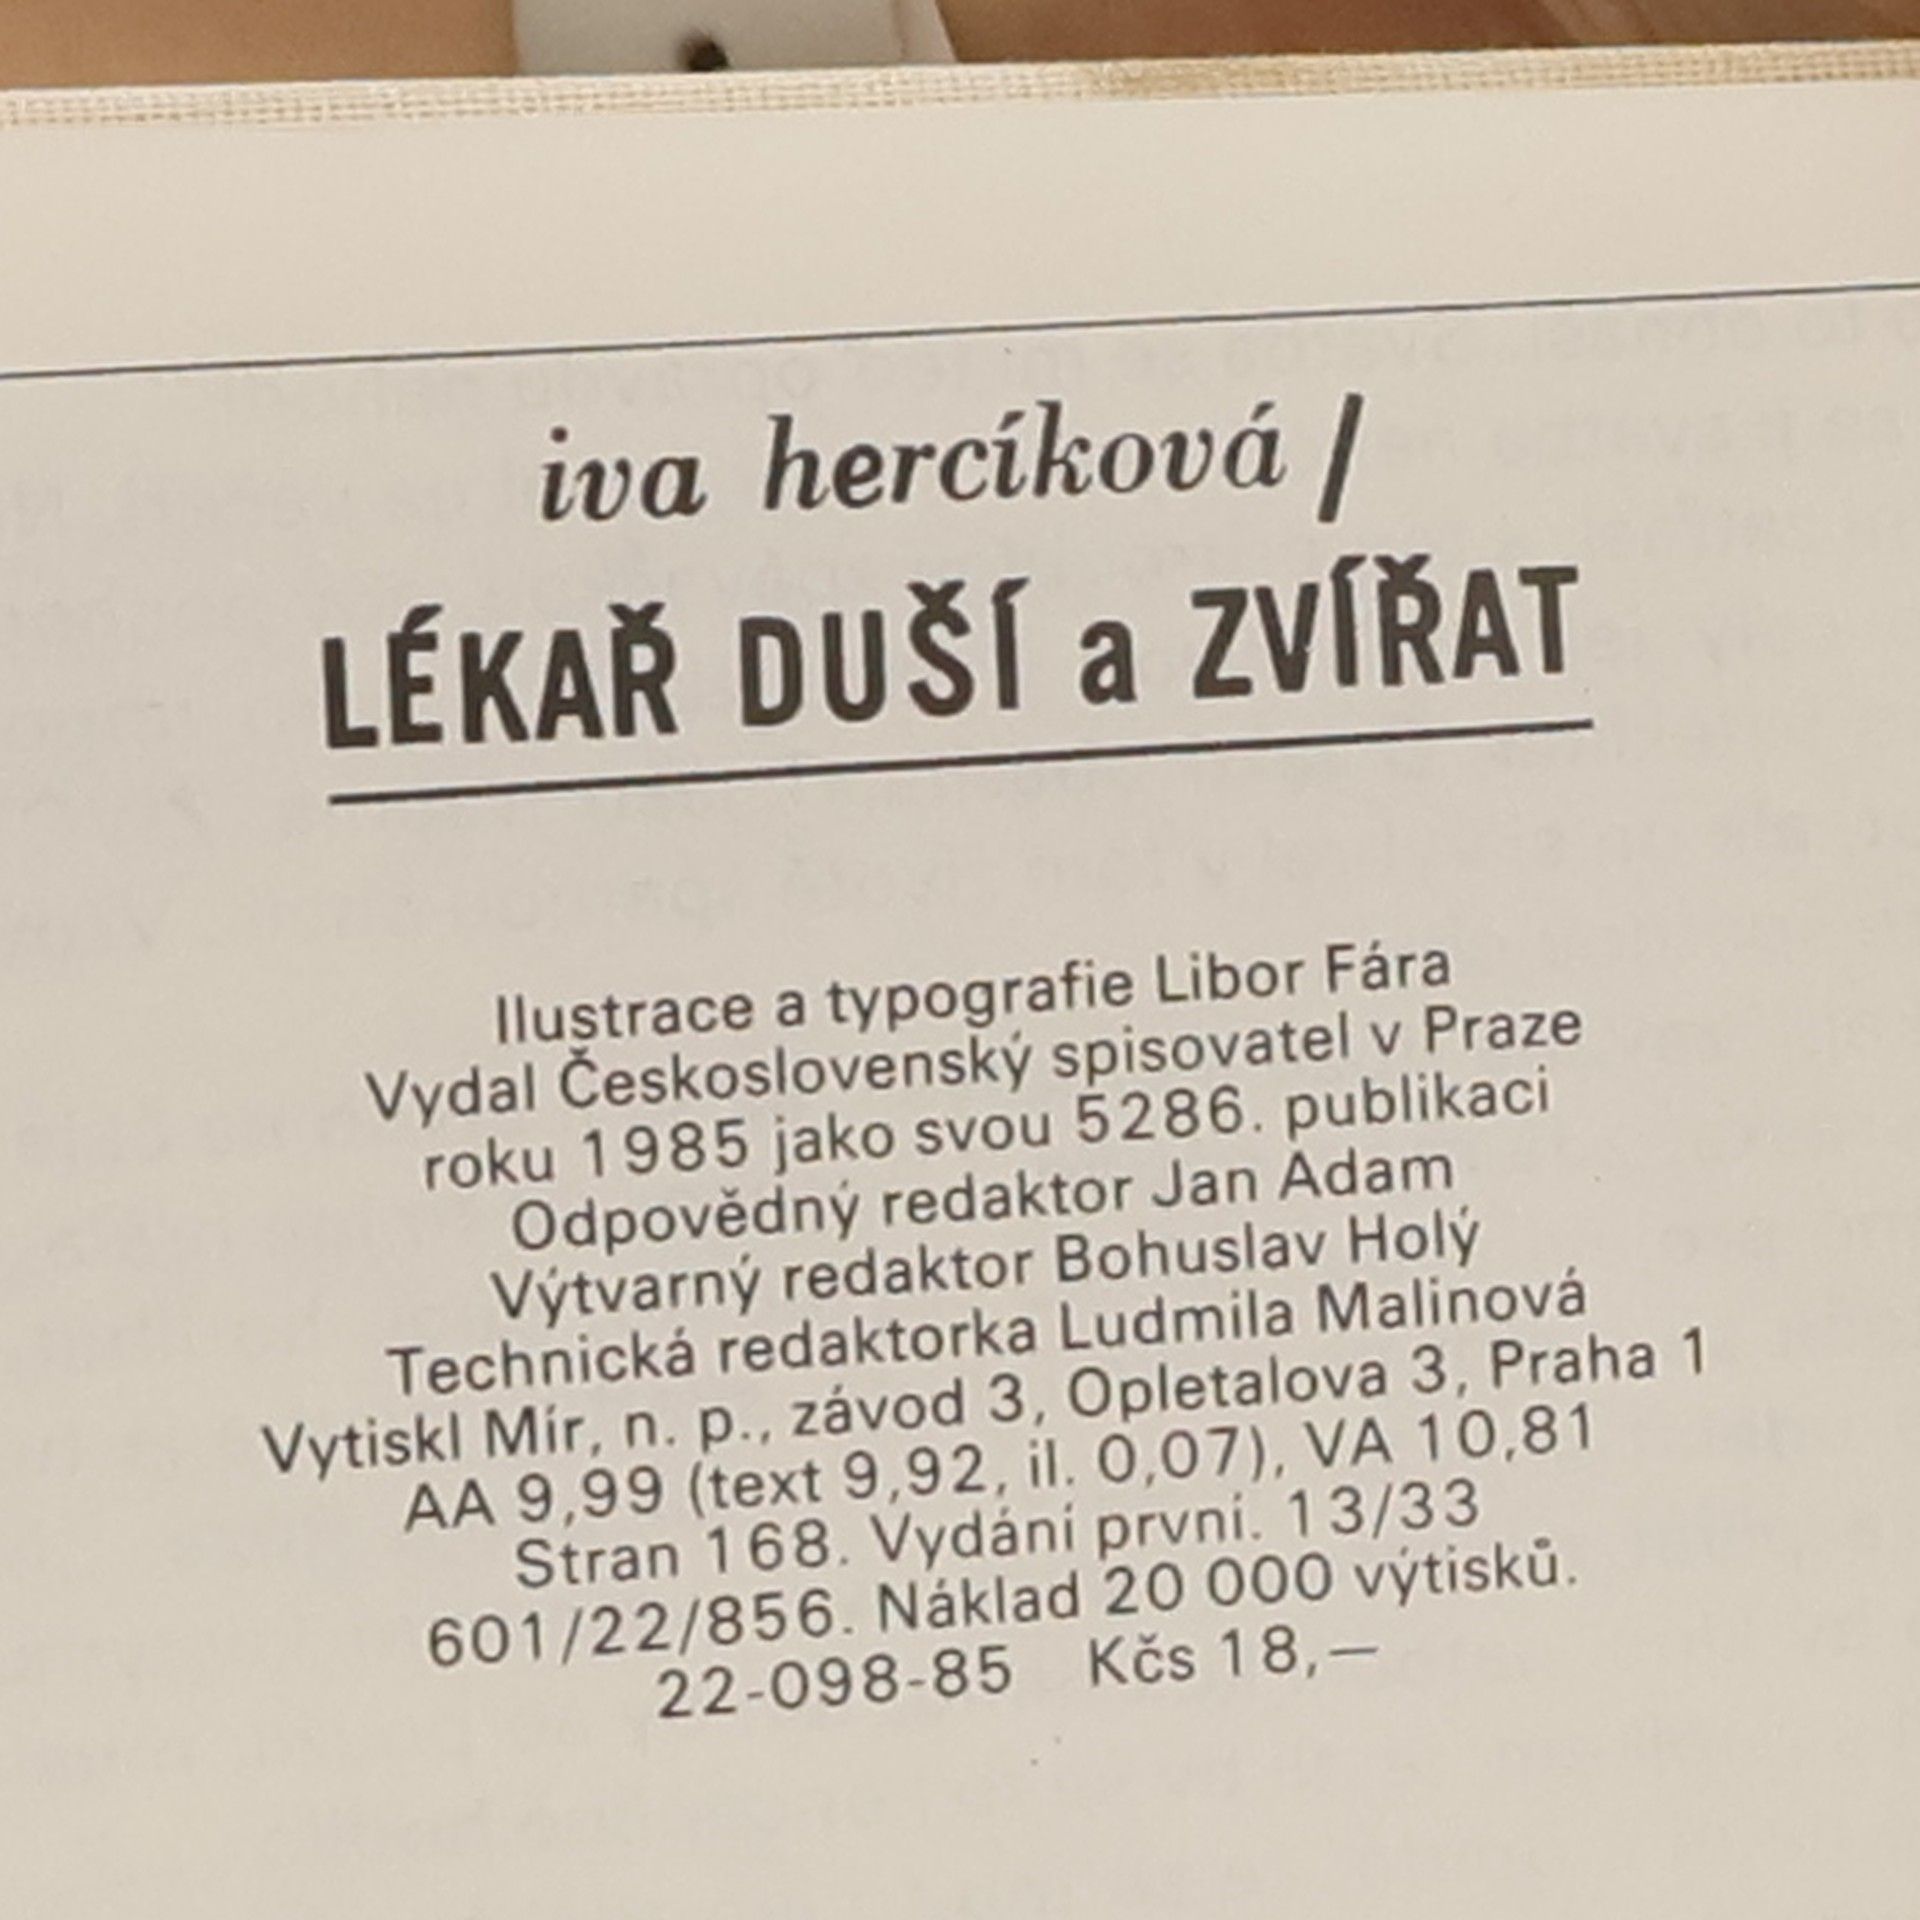 iva hercíková /
LÉKAŘ DUŠÍ a ZVÍŘAT
Ilustrace a typografie Libor Fára
Vydal Československý spisovatel v Praze
roku 1985 jako svou 5286. publikaci
Odpovědný redaktor Jan Adam
Výtvarný redaktor Bohuslav Holý
Technická redaktorka Ludmila Malinová
Vytiskl Mír, n. p., závod 3, Opletalova 3, Praha 1
AA 9,99 (text 9,92, il. 0,07), VA 10,81
Stran 168. Vydání první. 13/33
601/22/856. Náklad 20 000 výtisků.
22-098-85 Kčs 18,—